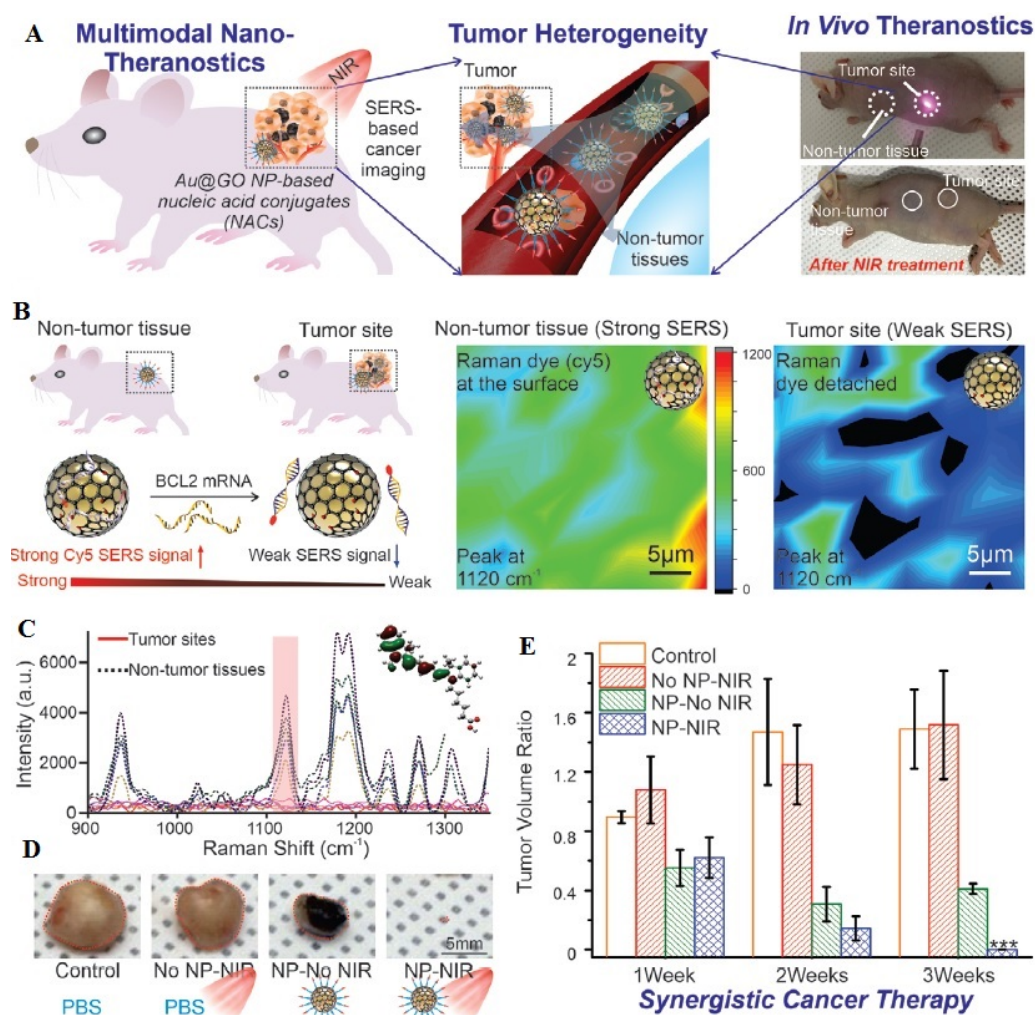 A
Multimodal Nano-
Theranostics
NIR
SERS-
based
cancer
imaging
Au@GO NP-based
nucleic acid conjugates
(NACs)
Tumor Heterogeneity
Tumor
Non-tumor
tissues
In Vivo Theranostics
Tumor site
Non-tumor tissue
Tumor site
Non-tumor
tissue
After NIR treatment
B
Non-tumor tissue
Tumor site
BCL2 mRNA
Strong Cy5 SERS signal
Weak SERS signal
Strong
Weak
Non-tissue (Strong SERS)
Raman dye (cy5)
at the surface
Peak at
1120 cm-1
5μm
1200
600
0
Tumor site (Weak SERS)
Raman
dye detached
Peak at
1120 cm
5μm
C
Tumor sites
Non-tumor tissues
Intensity (a.u.)
6000
4000
2000
0
900 1000 1100 1200 1300
Raman Shift (cm-1)
D
5mm
Control No NP-NIR NP-No NIR NP-NIR
PBS PBS
E
Control
No NP-NIR
NP-No NIR
NP-NIR
Tumor Volume Ratio
2
1.6
1.2
0.8
0.4
0
***
1Week 2Weeks 3Weeks
Synergistic Cancer Therapy